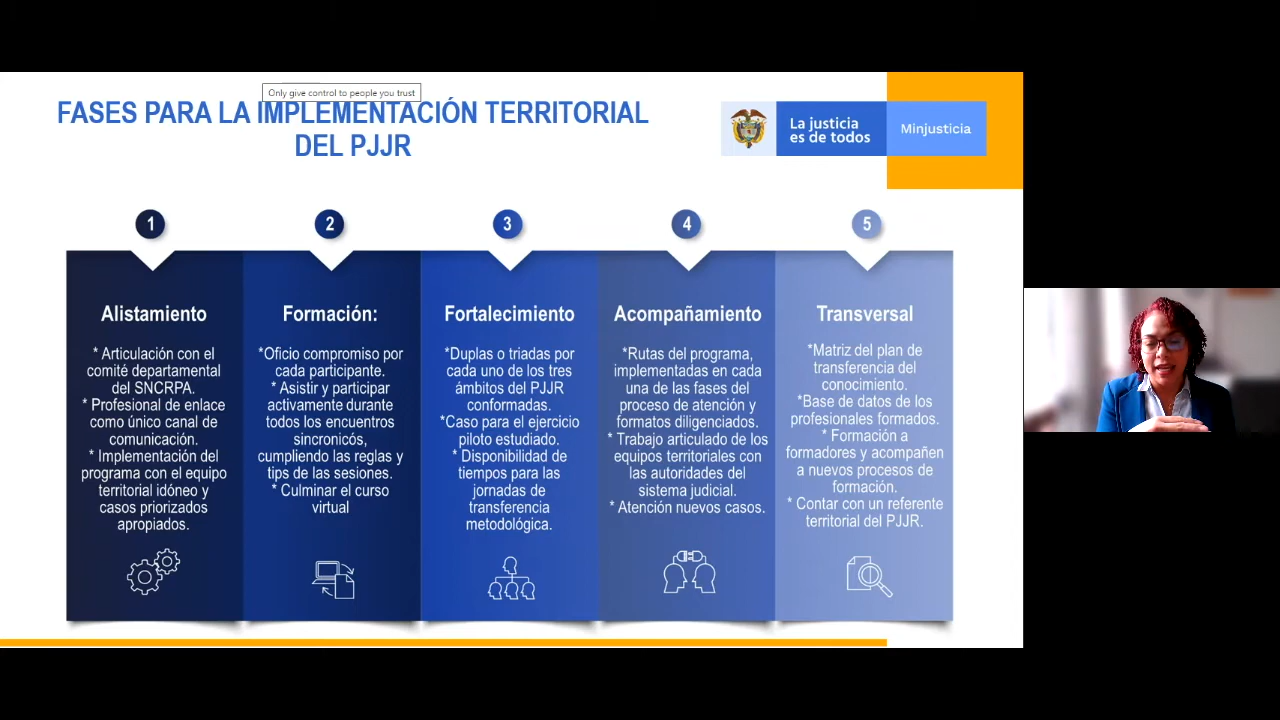 Only give control to people you trust
FASES PARA LA IMPLEMENTACIÓN TERRITORIAL
DEL PJJR
La justicia
es de todos
Minjusticia
1
2
3
4
5
Alistamiento
* Articulación con el
comité departamental
del SNCRPA.
* Profesional de enlace
como único canal de
comunicación.
* Implementación del
programa con el equipo
territorial idóneo y
casos priorizados
apropiados.
Formación:
*Oficio compromiso por
cada participante.
* Asistir y participar
activamente durante
todos los encuentros
sincronicós,
cumpliendo las reglas y
tips de las sesiones.
* Culminar el curso
virtual
Fortalecimiento
*Duplas o triadas por
cada uno de los tres
ámbitos del PJJR
conformadas.
*Caso para el ejercicio
piloto estudiado.
* Disponibilidad de
tiempos para las
jornadas de
transferencia
metodológica.
Acompañamiento
*Rutas del programa,
implementadas en cada
una de las fases del
proceso de atención y
formatos diligenciados.
* Trabajo articulado de los
equipos territoriales con
las autoridades del
sistema judicial.
* Atención nuevos casos.
Transversal
*Matriz del plan de
transferencia del
conocimiento.
*Base de datos de los
profesionales formados.
* Formación a
formadores y acompañen
a nuevos procesos de
formación.
* Contar con un referente
territorial del PJJR.